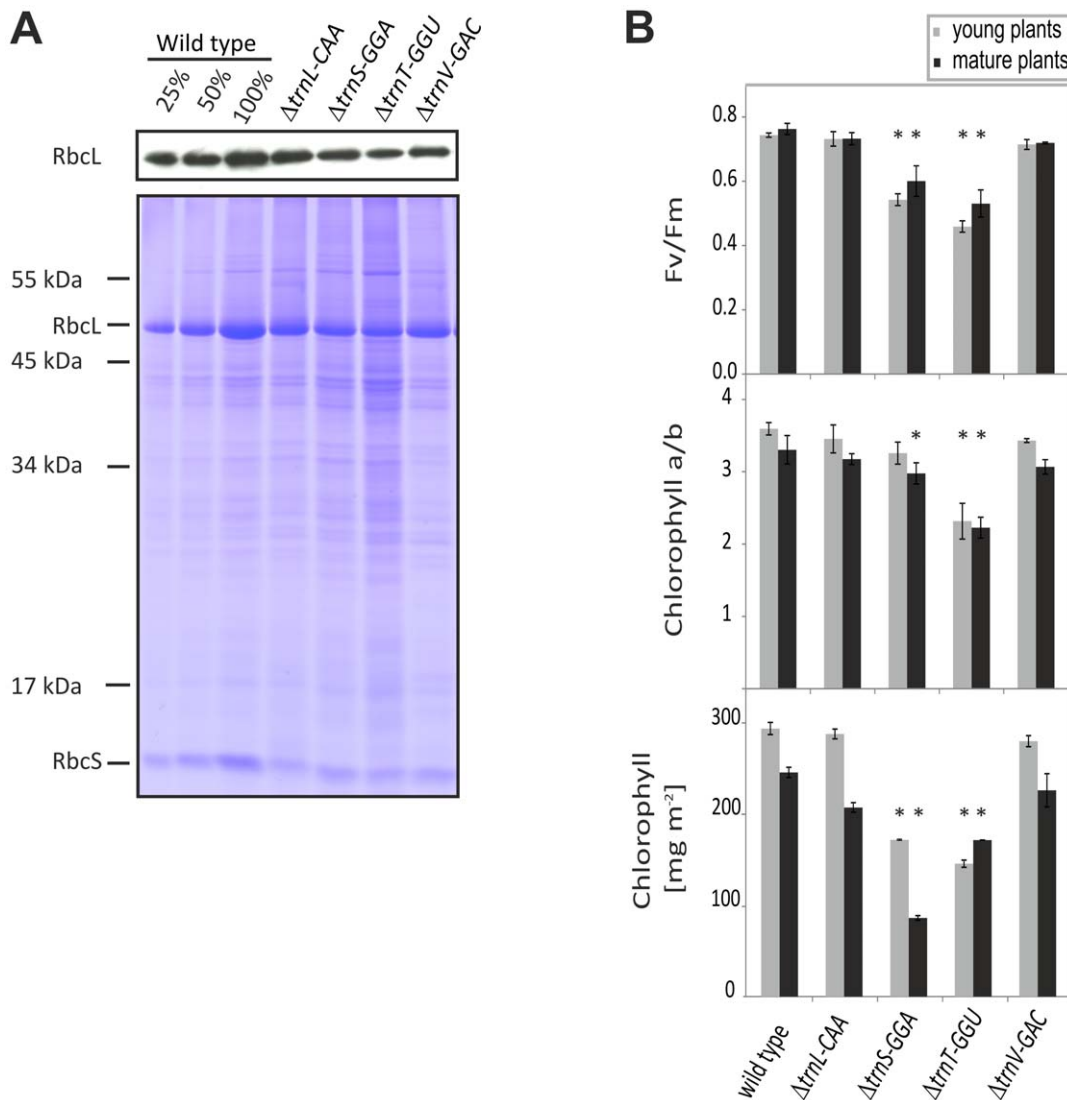 A
Wild type
25%
50%
100%
ΔtrnL-CAA
ΔtrnS-GGA
ΔtrnT-GGU
ΔtrnV-GAC
RbcL
55 kDa
RbcL
45 kDa
34 kDa
17 kDa
RbcS
B
young plants
mature plants
Fv/Fm
0.8
0.6
0.4
0.2
0.0
* * * *
Chlorophyll a/b
4
3
2
1
* * *
Chlorophyll
[mg m⁻²]
300
200
100
0
* * * *
wild type
ΔtrnL-CAA
ΔtrnS-GGA
ΔtrnT-GGU
ΔtrnV-GAC